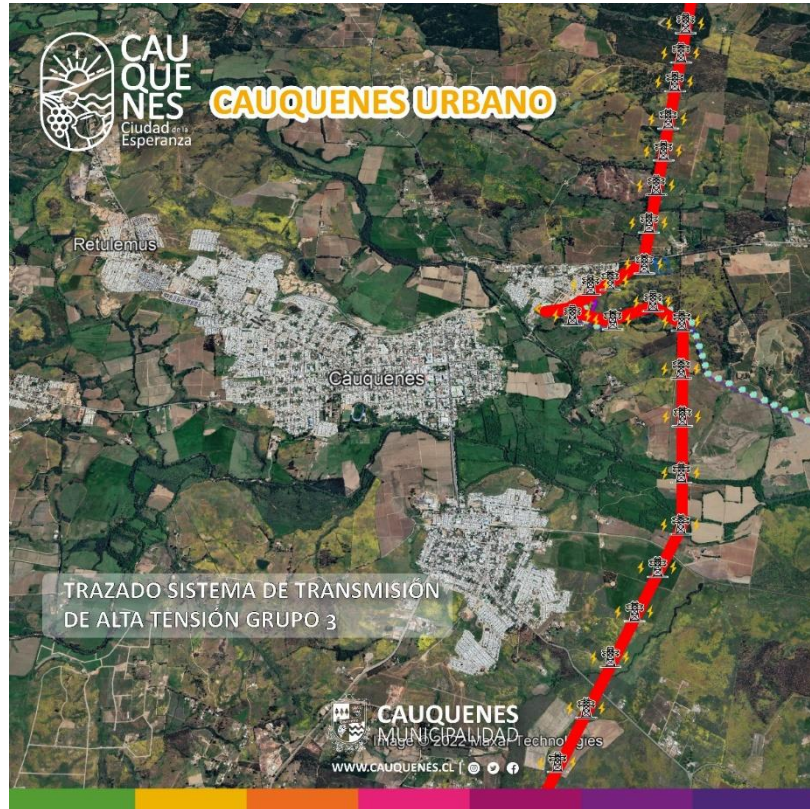 CAU
QUE
NES
Ciudad de la
Esperanza
CAUQUENES URBANO
Retulemus
Cauquenes
TRAZADO SISTEMA DE TRANSMISIÓN
DE ALTA TENSIÓN GRUPO 3
CAUQUENES
MUNICIPALIDAD
Image © 2022 Maxar Technologies
WWW.CAUQUENES.CL |